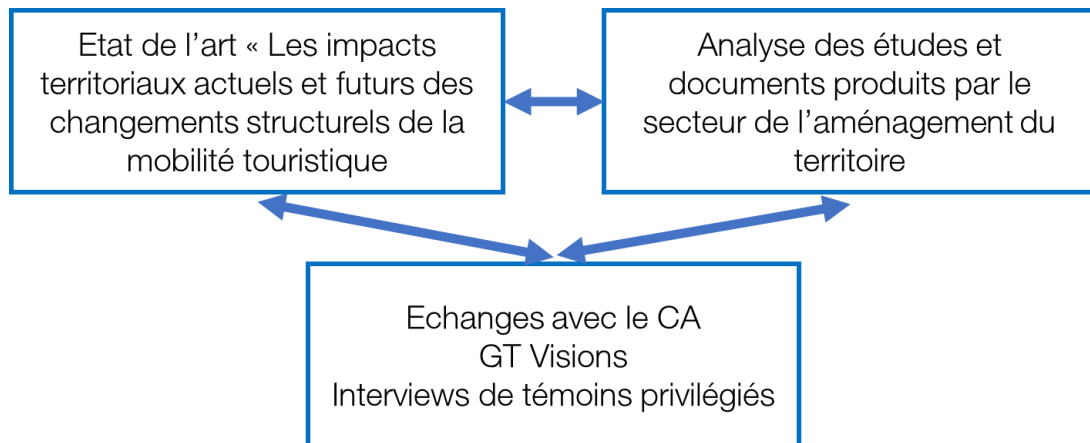 Etat de l’art « Les impacts
territoriaux actuels et futurs des
changements structurels de la
mobilité touristique
Analyse des études et
documents produits par le
secteur de l’aménagement du
territoire
Echanges avec le CA
GT Visions
Interviews de témoins privilégiés